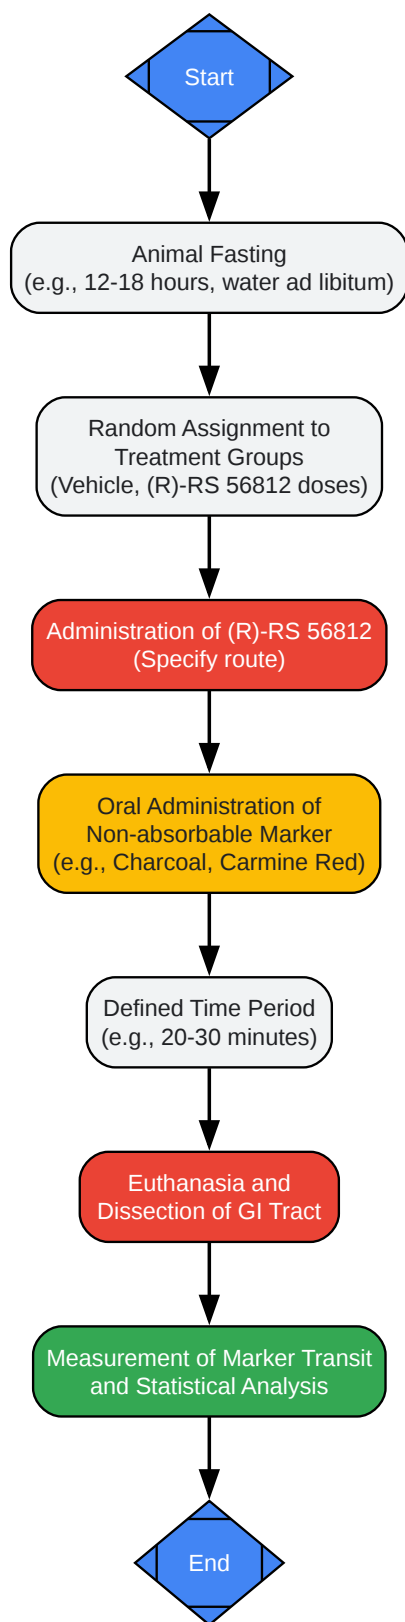 Start
Animal Fasting
(e.g., 12-18 hours, water ad libitum)
Random Assignment to
Treatment Groups
(Vehicle, (R)-RS 56812 doses)
Administration of (R)-RS 56812
(Specify route)
Oral Administration of
Non-absorbable Marker
(e.g., Charcoal, Carmine Red)
Defined Time Period
(e.g., 20-30 minutes)
Euthanasia and
Dissection of GI Tract
Measurement of Marker Transit
and Statistical Analysis
End